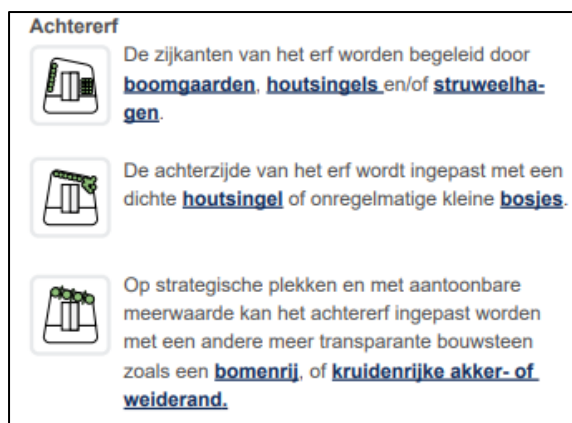 Achtererf
De zijkanten van het erf worden begeleid door
boomgaarden, houtsingels en/of struweelha-
gen.
De achterzijde van het erf wordt ingepast met een
dichte houtsingel of onregelmatige kleine bosjes.
Op strategische plekken en met aantoonbare
meerwaarde kan het achtererf ingepast worden
met een andere meer transparante bouwsteen
zoals een bomenrij, of kruidenrijke akker- of
weiderand.